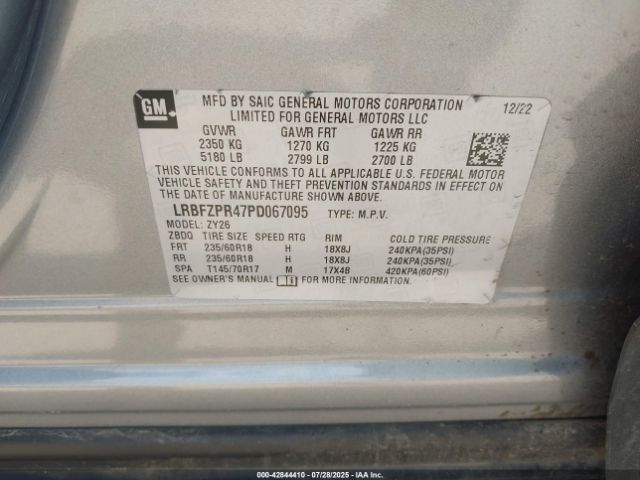 GM
MFD BY SAIC GENERAL MOTORS CORPORATION 12/22
LIMITED FOR GENERAL MOTORS LLC
GVWR GAWR FRT GAWR RR
2350 KG 1270 KG 1225 KG
5180 LB 2799 LB 2700 LB
THIS VEHICLE CONFORMS TO ALL APPLICABLE U.S. FEDERAL MOTOR
VEHICLE SAFETY AND THEFT PREVENTION STANDARDS IN EFFECT ON
THE DATE OF MANUFACTURE SHOWN ABOVE.
LRBFZPR47PD067095 TYPE: M.P.V.
MODEL: ZY26
ZBDQ TIRE SIZE SPEED RTG RIM COLD TIRE PRESSURE
FRT 235/60R18 H 18X8J 240KPA(35PSI)
RR 235/60R18 H 18X8J 240KPA(35PSI)
SPA T145/70R17 M 17X4B 420KPA(60PSI)
SEE OWNER'S MANUAL i FOR MORE INFORMATION.
000-42844410 | 07/28/2025 - IAA Inc.